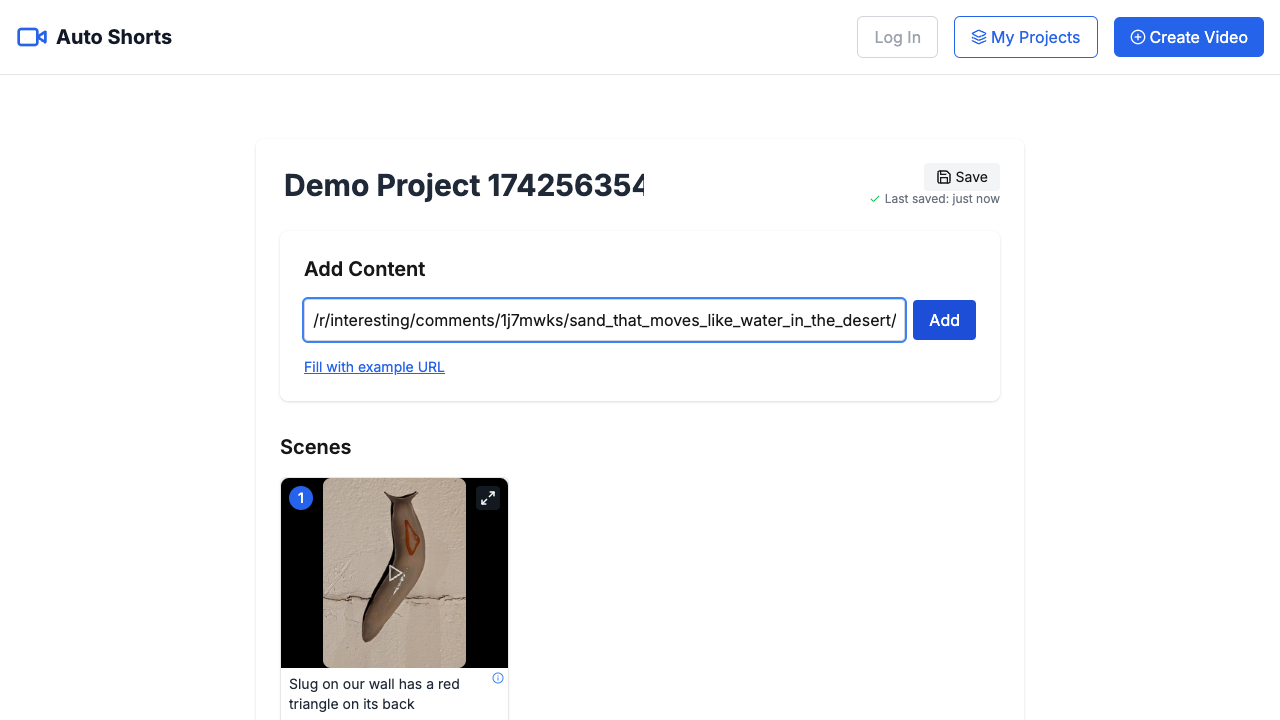 Auto Shorts
Log In
My Projects
Create Video
Demo Project 174256354
Save
Last saved: just now
Add Content
/r/interesting/comments/1j7mwks/sand_that_moves_like_water_in_the_desert/
Add
Fill with example URL
Scenes
1
Slug on our wall has a red
triangle on its back